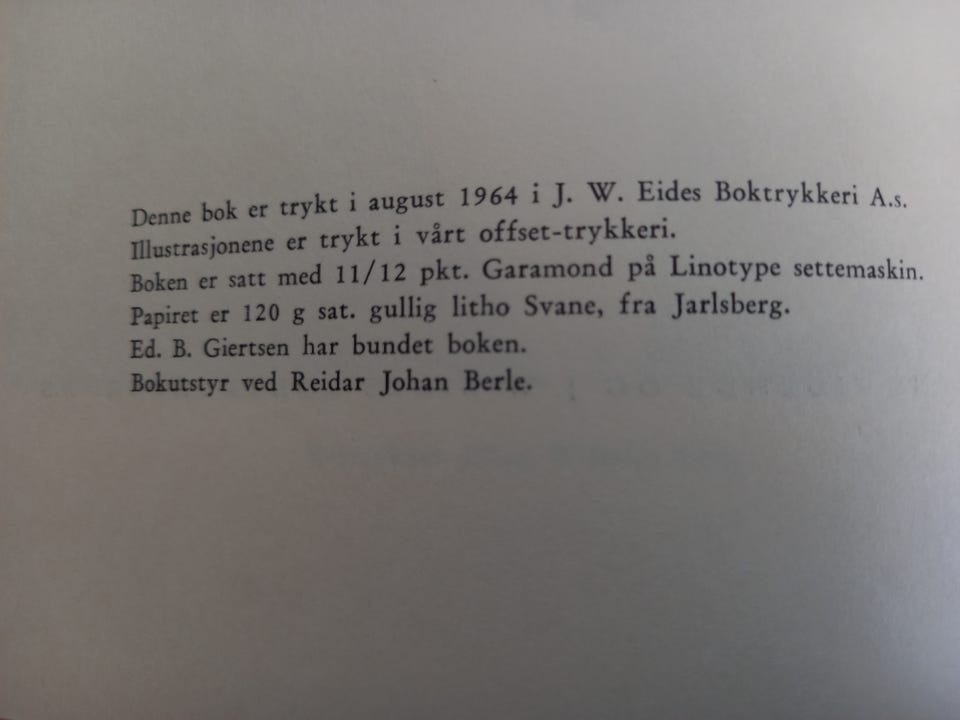 Denne bok er trykt i august 1964 i J. W. Eides Boktrykkeri A.s.
Illustrasjonene er trykt i vårt offset-trykkeri.
Boken er satt med 11/12 pkt. Garamond på Linotype settemaskin.
Papiret er 120 g sat. gullig litho Svane, fra Jarlsberg.
Ed. B. Giertsen har bundet boken.
Bokutstyr ved Reidar Johan Berle.